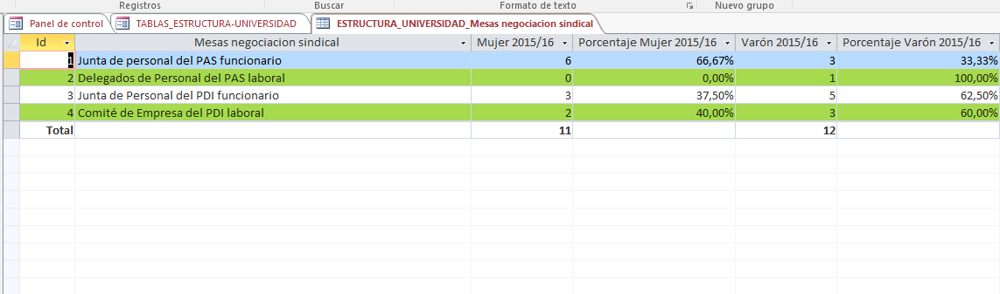 Registros Buscar Formato de texto Nuevo grupo
Panel de control TABLAS_ESTRUCTURA-UNIVERSIDAD ESTRUCTURA_UNIVERSIDAD_Mesas negociacion sindical
Id Mesas negociacion sindical Mujer 2015/16 Porcentaje Mujer 2015/16 Varón 2015/16 Porcentaje Varón 2015/16
1 Junta de personal del PAS funcionario 6 66,67% 3 33,33%
2 Delegados de Personal del PAS laboral 0 0,00% 1 100,00%
3 Junta de Personal del PDI funcionario 3 37,50% 5 62,50%
4 Comité de Empresa del PDI laboral 2 40,00% 3 60,00%
Total 11 12